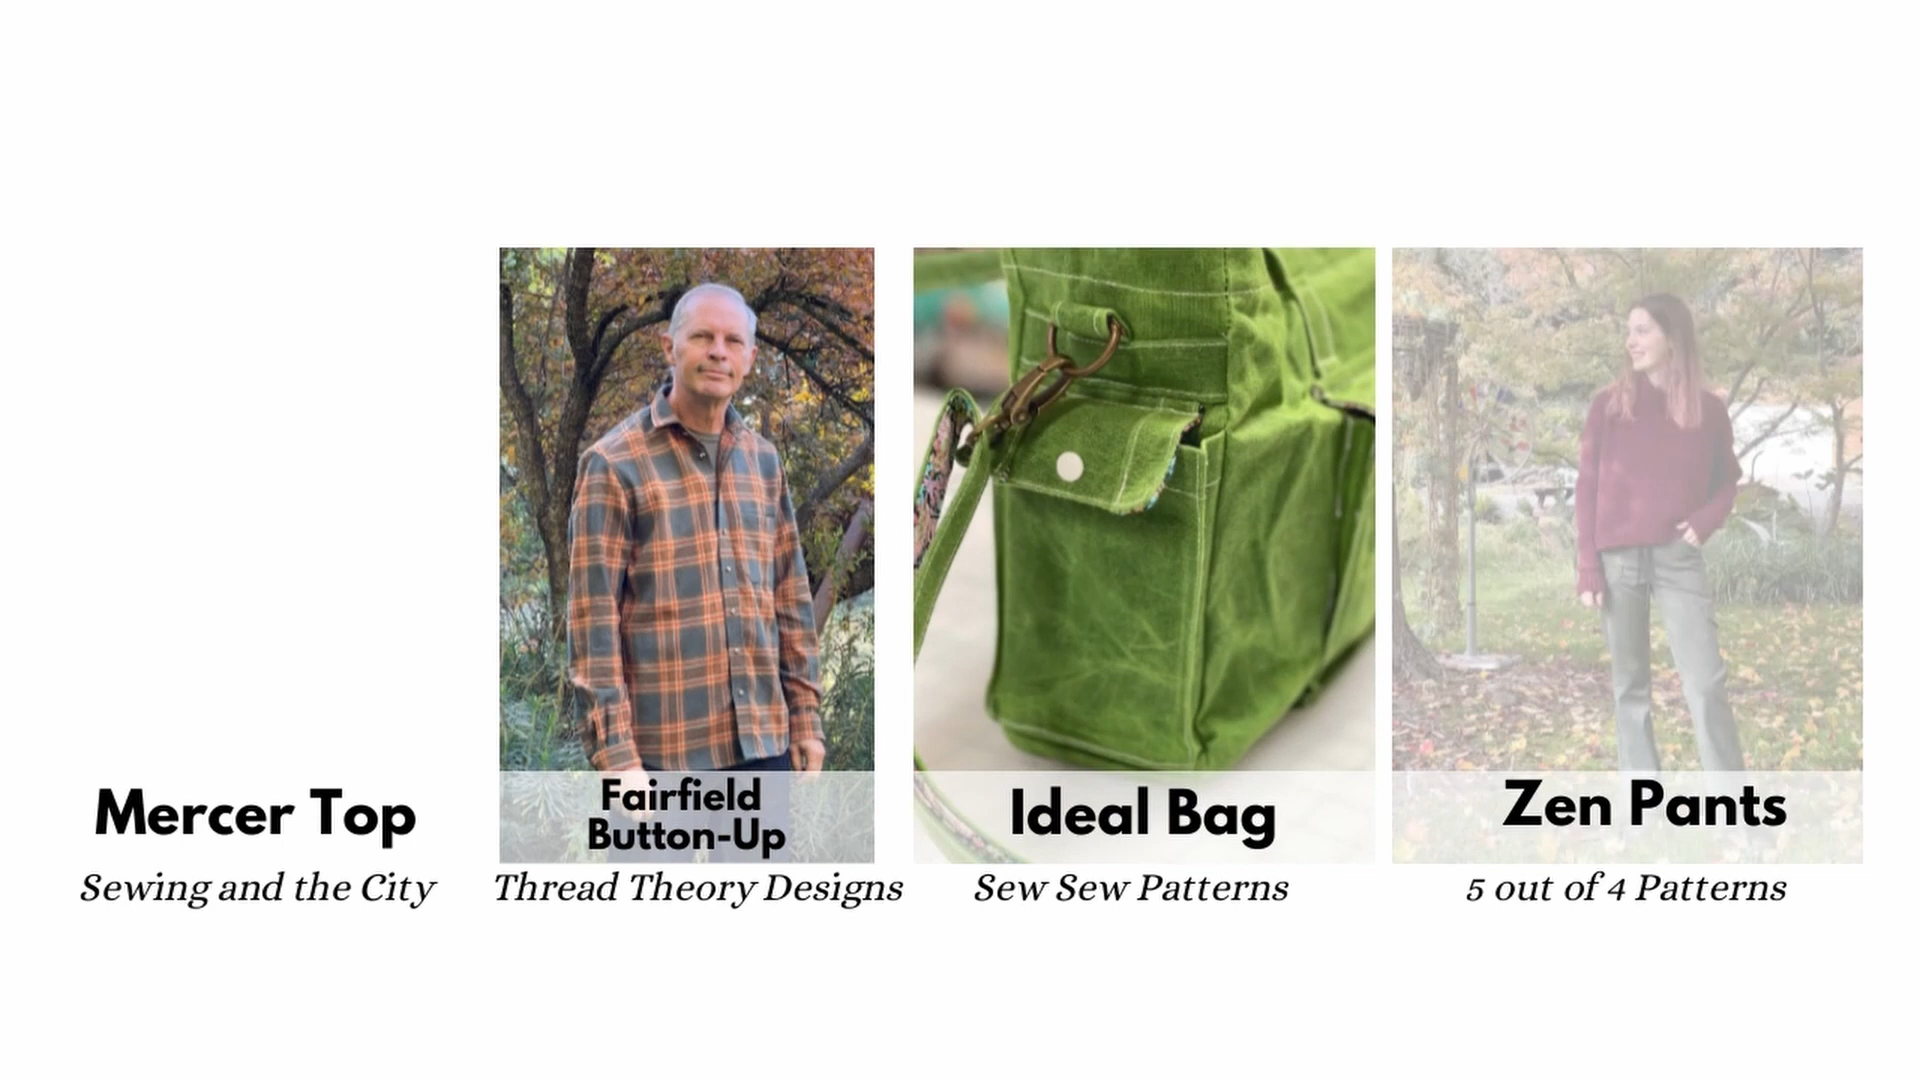 Mercer Top
Sewing and the City
Fairfield
Button-Up
Thread Theory Designs
Ideal Bag
Sew Sew Patterns
Zen Pants
5 out of 4 Patterns